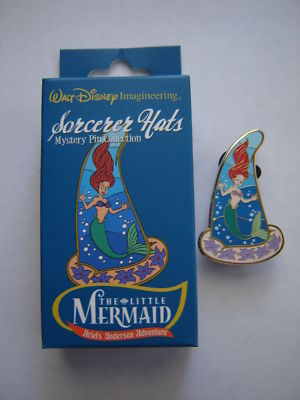 Walt Disney Imagineering®
Sorcerer Hats
Mystery Pin Collection
THE LITTLE
MERMAID
Ariel's Undersea Adventure